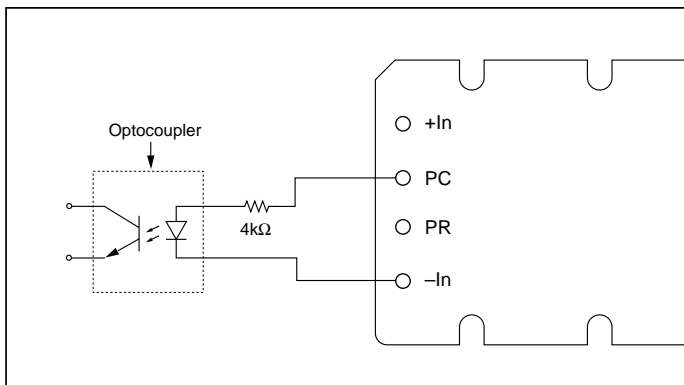 Optocoupler
4kΩ
+In
PC
PR
–In